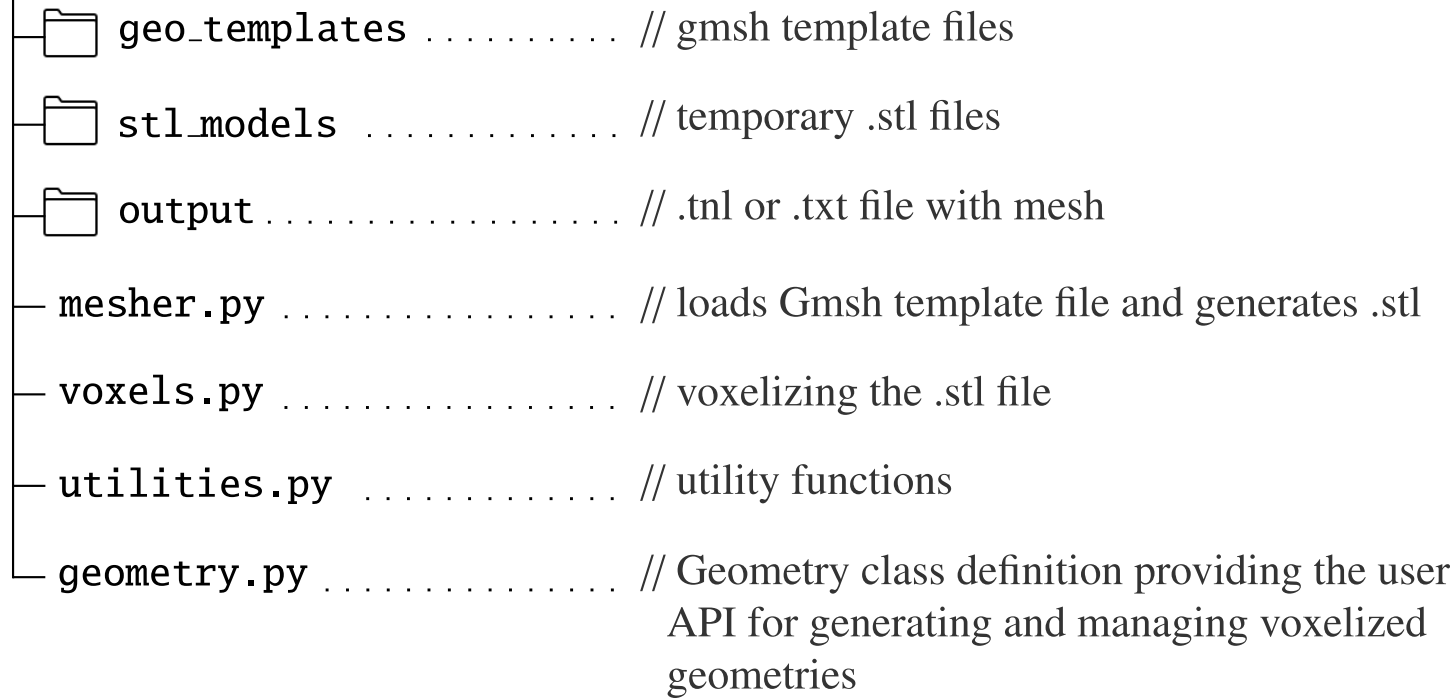 geo_templates .......... // gmsh template files
stl_models ............. // temporary .stl files
output .................. // .tnl or .txt file with mesh
mesher.py ................. // loads Gmsh template file and generates .stl
voxels.py ................. // voxelizing the .stl file
utilities.py ............. // utility functions
geometry.py ............... // Geometry class definition providing the user
API for generating and managing voxelized
geometries